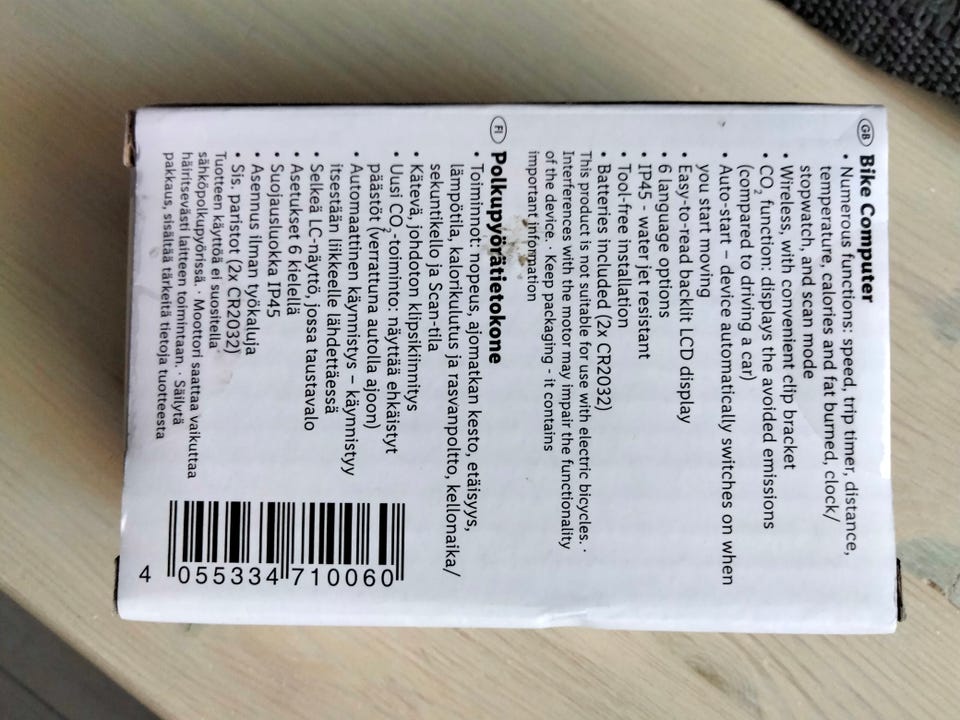 GB Bike Computer
• Numerous functions: speed, trip timer, distance,
temperature, calories and fat burned, clock/
stopwatch, and scan mode
• Wireless, with convenient clip bracket
• CO₂ function: displays the avoided emissions
(compared to driving a car)
• Auto-start – device automatically switches on when
you start moving
• Easy-to-read backlit LCD display
• 6 language options
• IP45 - water jet resistant
• Tool-free installation
• Batteries included (2x CR2032)
This product is not suitable for use with electric bicycles. ·
Interferences with the motor may impair the functionality
of the device. · Keep packaging - it contains
important information
FI Polkupyörätietokone
• Toiminnot: nopeus, ajomatkan kesto, etäisyys,
lämpötila, kalorikulutus ja rasvanpoltto, kellonaika/
sekuntikello ja Scan-tila
• Kätevä, johdoton klipsikiinnitys
• Uusi CO₂-toiminto: näyttää ehkäistyt
päästöt (verrattuna autolla ajoon)
• Automaattinen käynnistys – käynnistyy
itsestään liikkeelle lähdettäessä
• Selkeä LC-näyttö, jossa taustavalo
• Asetukset 6 kielellä
• Suojausluokka IP45
• Asennus ilman työkaluja
• Sis. paristot (2x CR2032)
Tuotteen käyttöä ei suositella
sähköpolkupyörissä. · Moottori saattaa vaikuttaa
häiritsevästi laitteen toimintaan. · Säilytä
pakkaus, sisältää tärkeitä tietoja tuotteesta
4 055334 710060